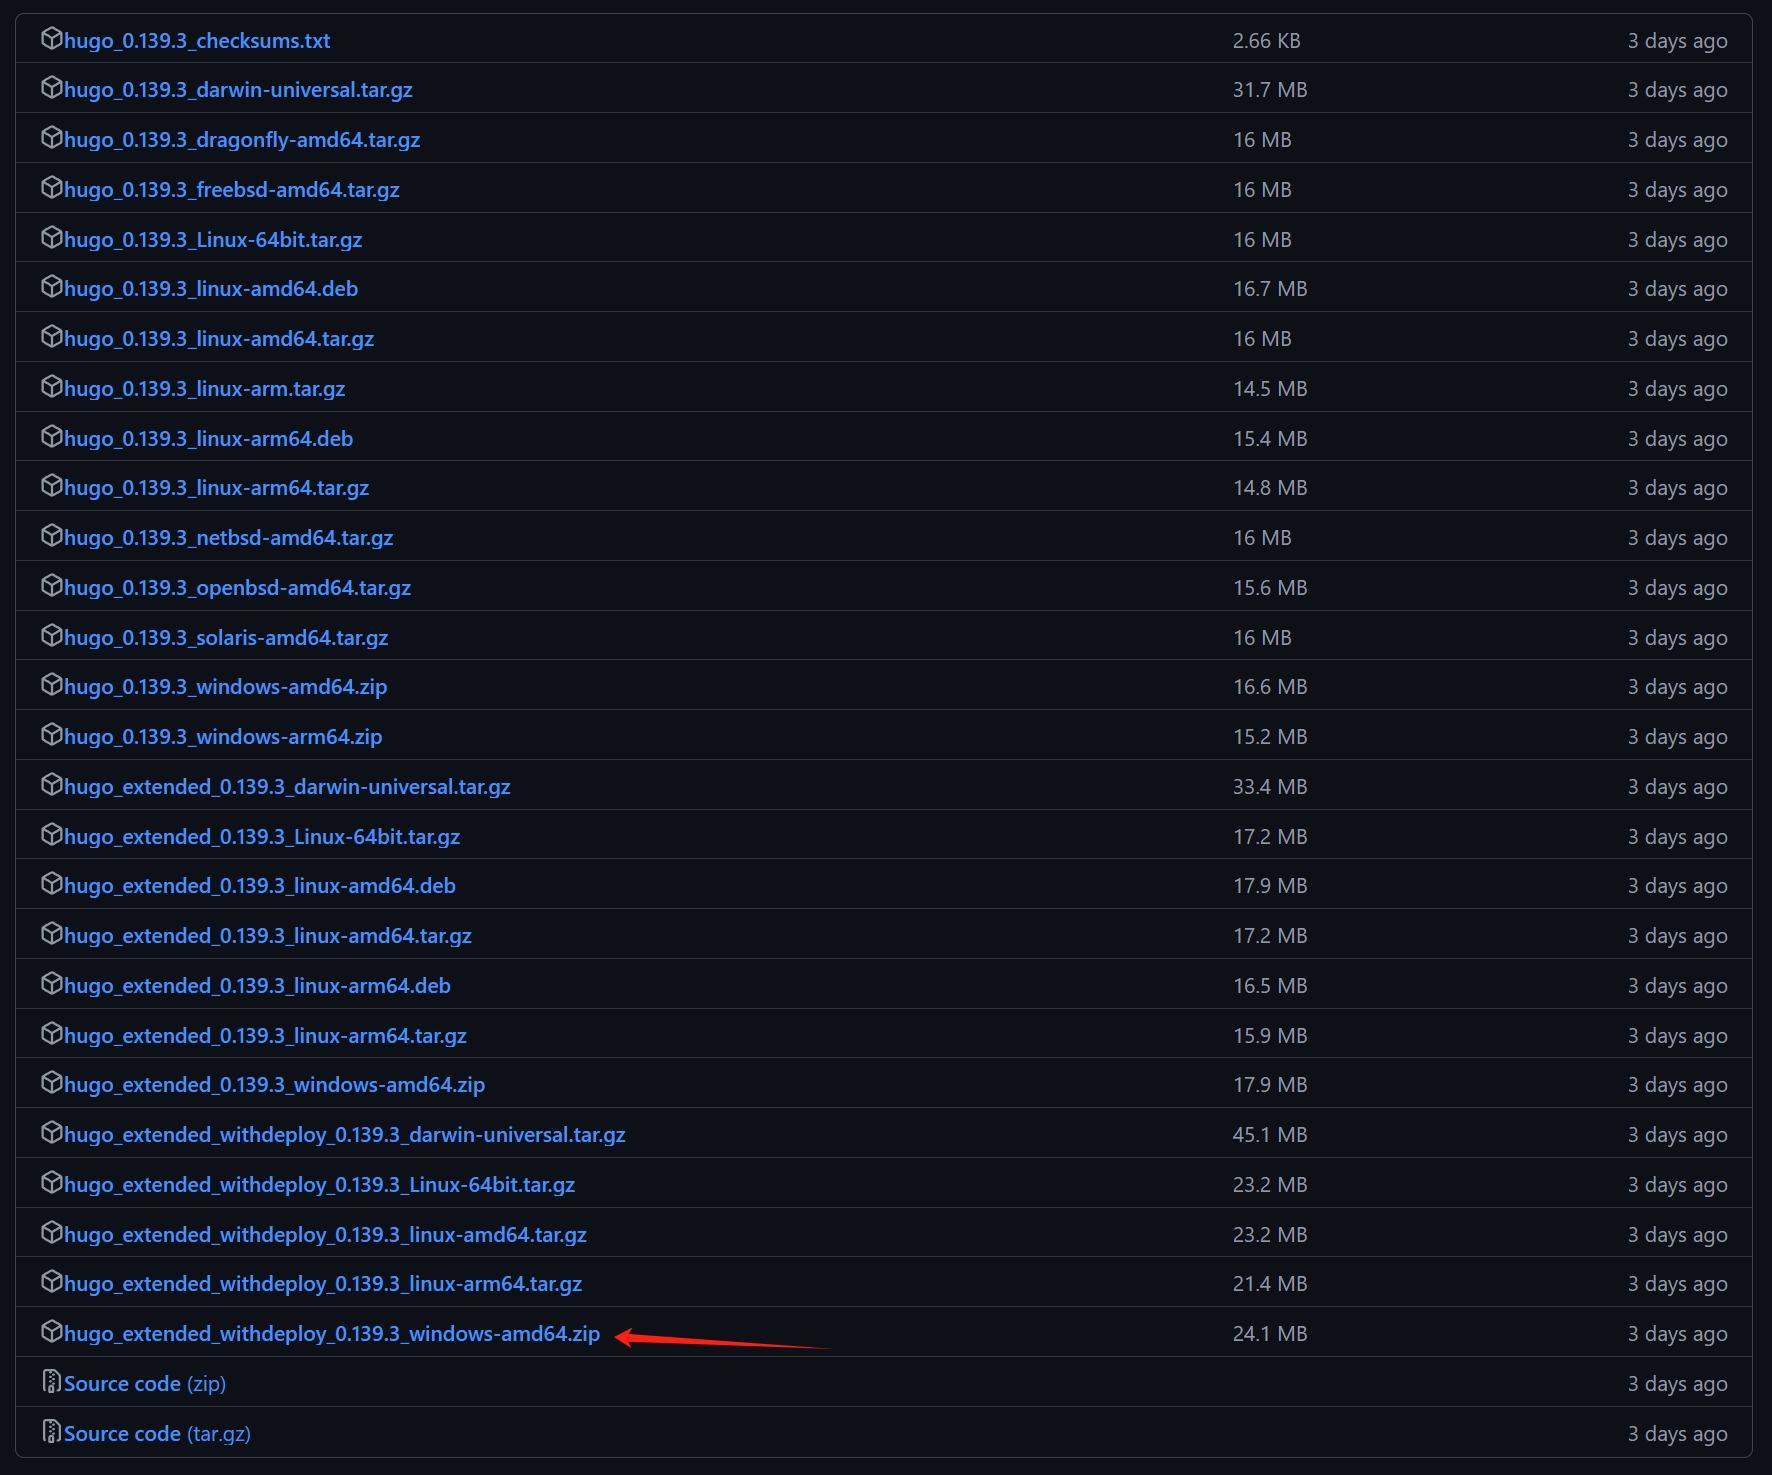 hugo_0.139.3_checksums.txt 2.66 KB 3 days ago
hugo_0.139.3_darwin-universal.tar.gz 31.7 MB 3 days ago
hugo_0.139.3_dragonfly-amd64.tar.gz 16 MB 3 days ago
hugo_0.139.3_freebsd-amd64.tar.gz 16 MB 3 days ago
hugo_0.139.3_Linux-64bit.tar.gz 16 MB 3 days ago
hugo_0.139.3_linux-amd64.deb 16.7 MB 3 days ago
hugo_0.139.3_linux-amd64.tar.gz 16 MB 3 days ago
hugo_0.139.3_linux-arm.tar.gz 14.5 MB 3 days ago
hugo_0.139.3_linux-arm64.deb 15.4 MB 3 days ago
hugo_0.139.3_linux-arm64.tar.gz 14.8 MB 3 days ago
hugo_0.139.3_netbsd-amd64.tar.gz 16 MB 3 days ago
hugo_0.139.3_openbsd-amd64.tar.gz 15.6 MB 3 days ago
hugo_0.139.3_solaris-amd64.tar.gz 16 MB 3 days ago
hugo_0.139.3_windows-amd64.zip 16.6 MB 3 days ago
hugo_0.139.3_windows-arm64.zip 15.2 MB 3 days ago
hugo_extended_0.139.3_darwin-universal.tar.gz 33.4 MB 3 days ago
hugo_extended_0.139.3_Linux-64bit.tar.gz 17.2 MB 3 days ago
hugo_extended_0.139.3_linux-amd64.deb 17.9 MB 3 days ago
hugo_extended_0.139.3_linux-amd64.tar.gz 17.2 MB 3 days ago
hugo_extended_0.139.3_linux-arm64.deb 16.5 MB 3 days ago
hugo_extended_0.139.3_linux-arm64.tar.gz 15.9 MB 3 days ago
hugo_extended_0.139.3_windows-amd64.zip 17.9 MB 3 days ago
hugo_extended_withdeploy_0.139.3_darwin-universal.tar.gz 45.1 MB 3 days ago
hugo_extended_withdeploy_0.139.3_Linux-64bit.tar.gz 23.2 MB 3 days ago
hugo_extended_withdeploy_0.139.3_linux-amd64.tar.gz 23.2 MB 3 days ago
hugo_extended_withdeploy_0.139.3_linux-arm64.tar.gz 21.4 MB 3 days ago
hugo_extended_withdeploy_0.139.3_windows-amd64.zip 24.1 MB 3 days ago
Source code (zip) 3 days ago
Source code (tar.gz) 3 days ago